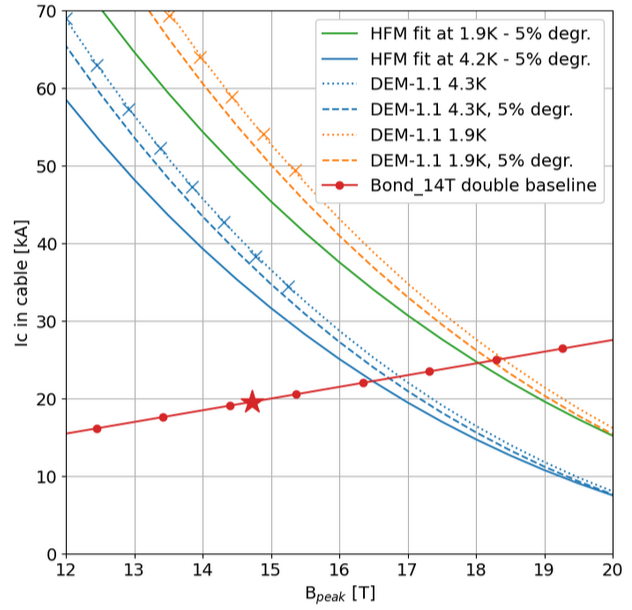 70
60
50
40
30
20
10
0
Ic in cable [kA]
HFM fit at 1.9K - 5% degr.
HFM fit at 4.2K - 5% degr.
DEM-1.1 4.3K
DEM-1.1 4.3K, 5% degr.
DEM-1.1 1.9K
DEM-1.1 1.9K, 5% degr.
Bond_14T double baseline
12 13 14 15 16 17 18 19 20
B_peak [T]